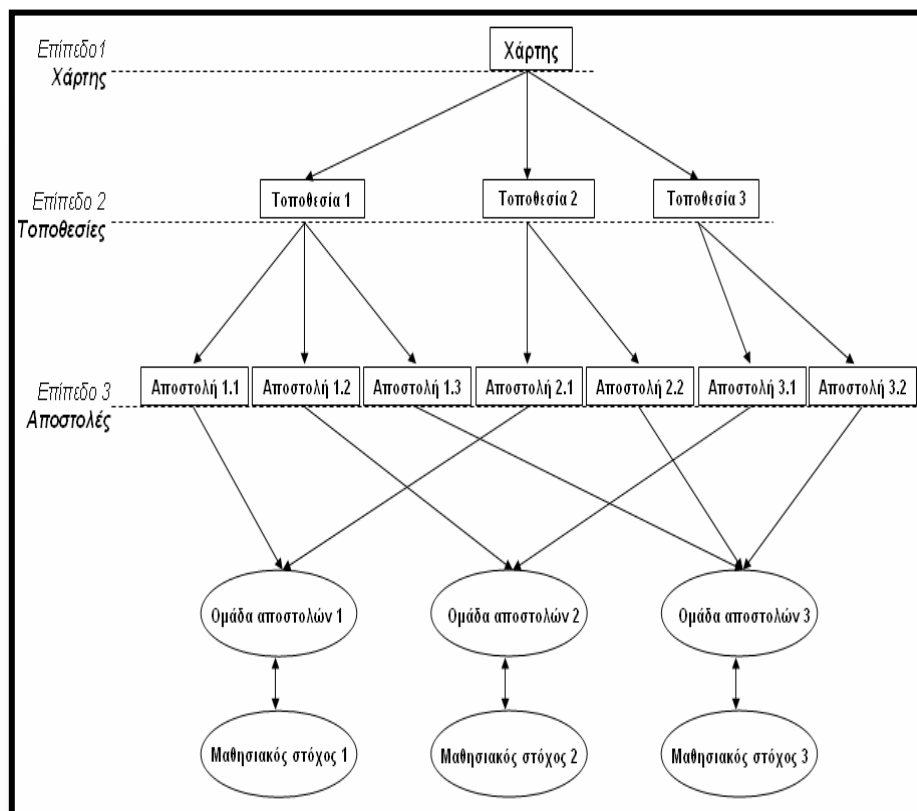 Επίπεδο1
Χάρτης
Χάρτης
Τοποθεσία 1
Τοποθεσία 2
Τοποθεσία 3
Επίπεδο 2
Τοποθεσίες
Αποστολή 1.1
Αποστολή 1.2
Αποστολή 1.3
Αποστολή 2.1
Αποστολή 2.2
Αποστολή 3.1
Αποστολή 3.2
Επίπεδο 3
Αποστολές
Ομάδα αποστολών 1
Ομάδα αποστολών 2
Ομάδα αποστολών 3
Μαθησιακός στόχος 1
Μαθησιακός στόχος 2
Μαθησιακός στόχος 3